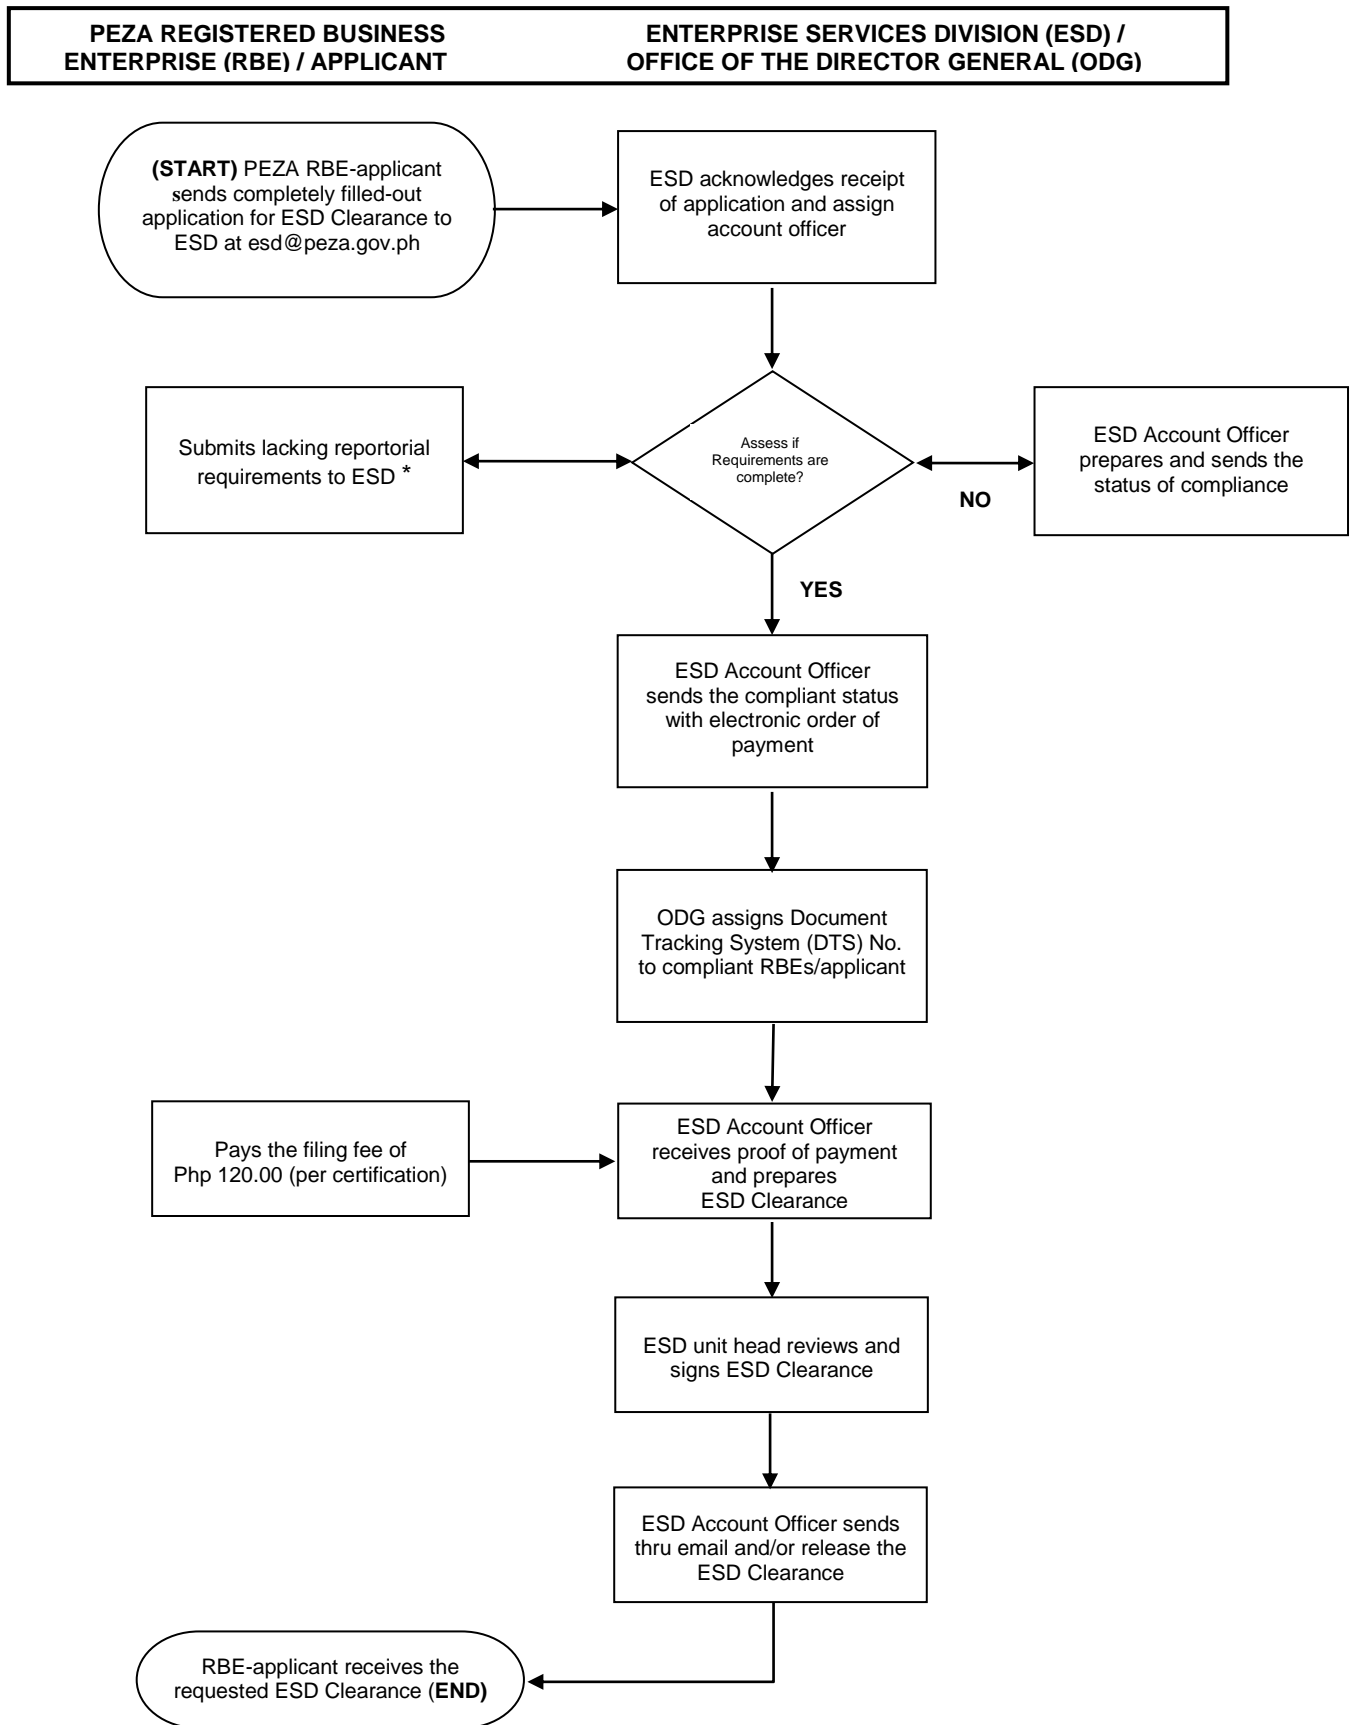 PEZA REGISTERED BUSINESS
ENTERPRISE (RBE) / APPLICANT
ENTERPRISE SERVICES DIVISION (ESD) /
OFFICE OF THE DIRECTOR GENERAL (ODG)
(START) PEZA RBE-applicant
sends completely filled-out
application for ESD Clearance to
ESD at esd@peza.gov.ph
ESD acknowledges receipt
of application and assign
account officer
Submits lacking reportorial
requirements to ESD *
Assess if
Requirements are
complete?
NO
ESD Account Officer
prepares and sends the
status of compliance
YES
ESD Account Officer
sends the compliant status
with electronic order of
payment
ODG assigns Document
Tracking System (DTS) No.
to compliant RBEs/applicant
Pays the filing fee of
Php 120.00 (per certification)
ESD Account Officer
receives proof of payment
and prepares
ESD Clearance
ESD unit head reviews and
signs ESD Clearance
ESD Account Officer sends
thru email and/or release the
ESD Clearance
RBE-applicant receives the
requested ESD Clearance (END)